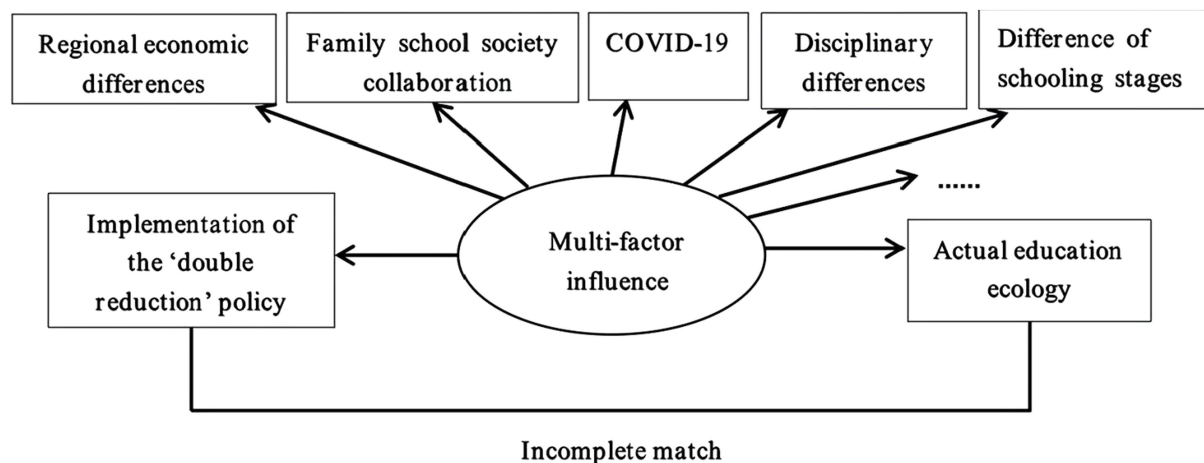 Regional economic
differences
Family school society
collaboration
COVID-19
Disciplinary
differences
Difference of
schooling stages
......
Implementation of
the ‘double
reduction’ policy
Multi-factor
influence
Actual education
ecology
Incomplete match